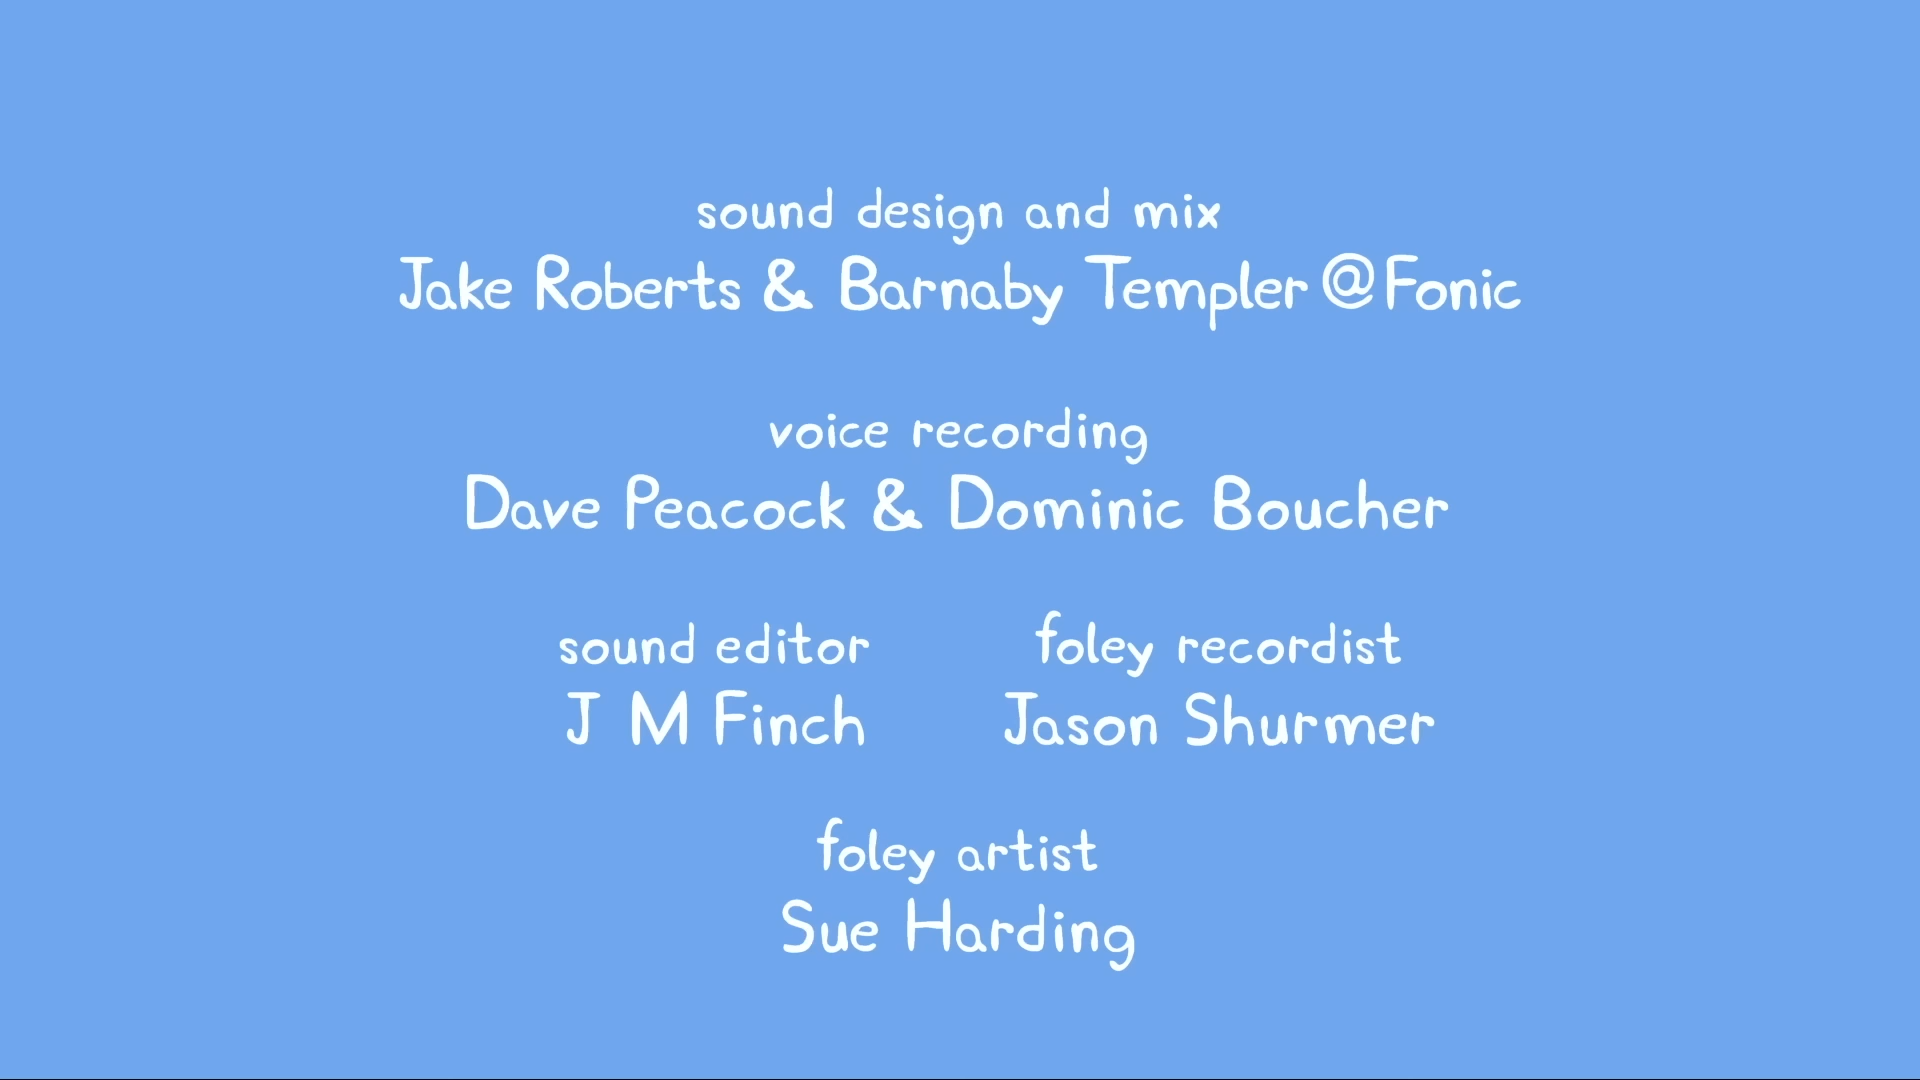 sound design and mix
Jake Roberts & Barnaby Templer @Fonic
voice recording
Dave Peacock & Dominic Boucher
sound editor
J M Finch
foley recordist
Jason Shurmer
foley artist
Sue Harding